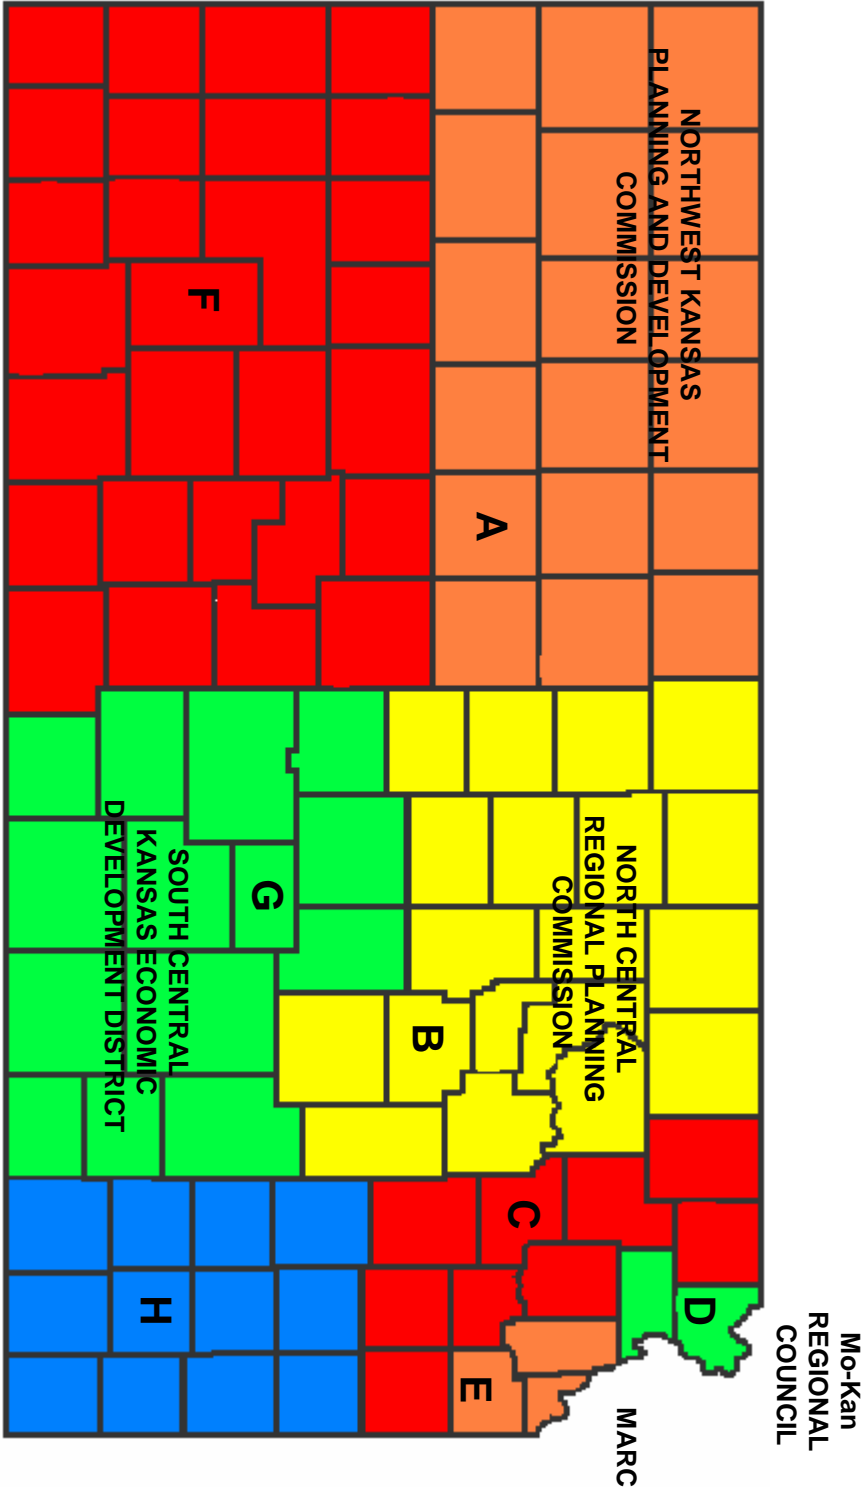 NORTHWEST KANSAS
PLANNING AND DEVELOPMENT
COMMISSION
A
F
NORTH CENTRAL
REGIONAL PLANNING
COMMISSION
B
SOUTH CENTRAL
KANSAS ECONOMIC
DEVELOPMENT DISTRICT
G
C
D
E
H
Mo-Kan
REGIONAL
COUNCIL
MARC